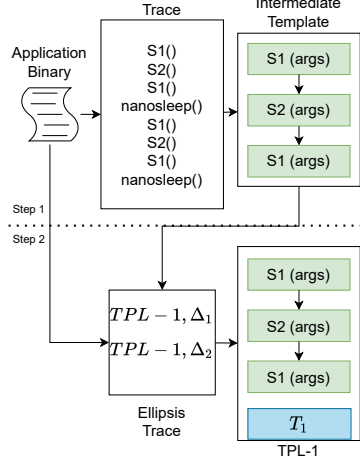 Trace
Intermediate
Template
Application
Binary
S1()
S2()
S1()
nanosleep()
S1()
S2()
S1()
nanosleep()
S1 (args)
S2 (args)
S1 (args)
Step 1
Step 2
TPL − 1, Δ₁
TPL − 1, Δ₂
Ellipsis
Trace
S1 (args)
S2 (args)
S1 (args)
T₁
TPL-1